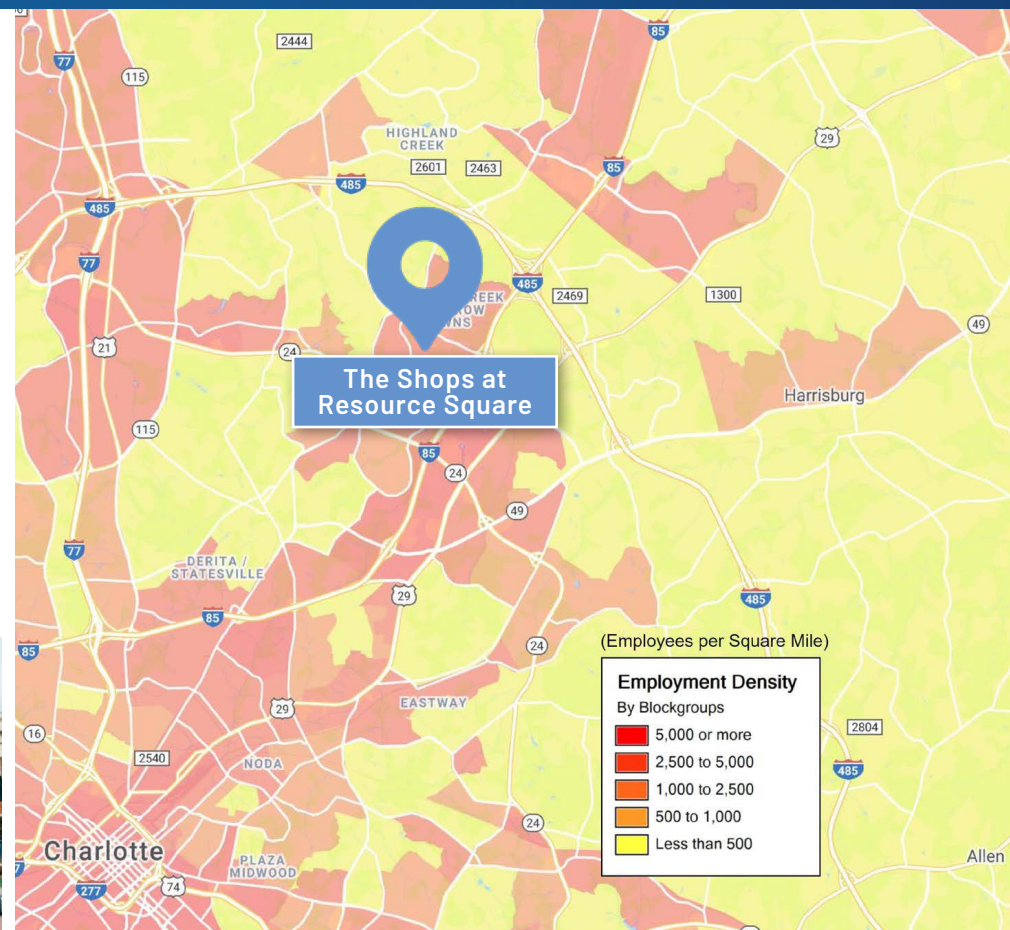 2444
85
77
115
29
HIGHLAND
CREEK
2601
2463
85
485
485
77
REEK
ROW
WNS
485
2469
1300
49
21
24
The Shops at
Resource Square
Harrisburg
115
85
24
49
77
DERITA /
STATESVILLE
29
485
85
24
85
(Employees per Square Mile)
Employment Density
By Blockgroups
5,000 or more
2,500 to 5,000
1,000 to 2,500
500 to 1,000
Less than 500
EASTWAY
29
16
2804
2540
NODA
485
24
Charlotte
PLAZA
MIDWOOD
Allen
277
74